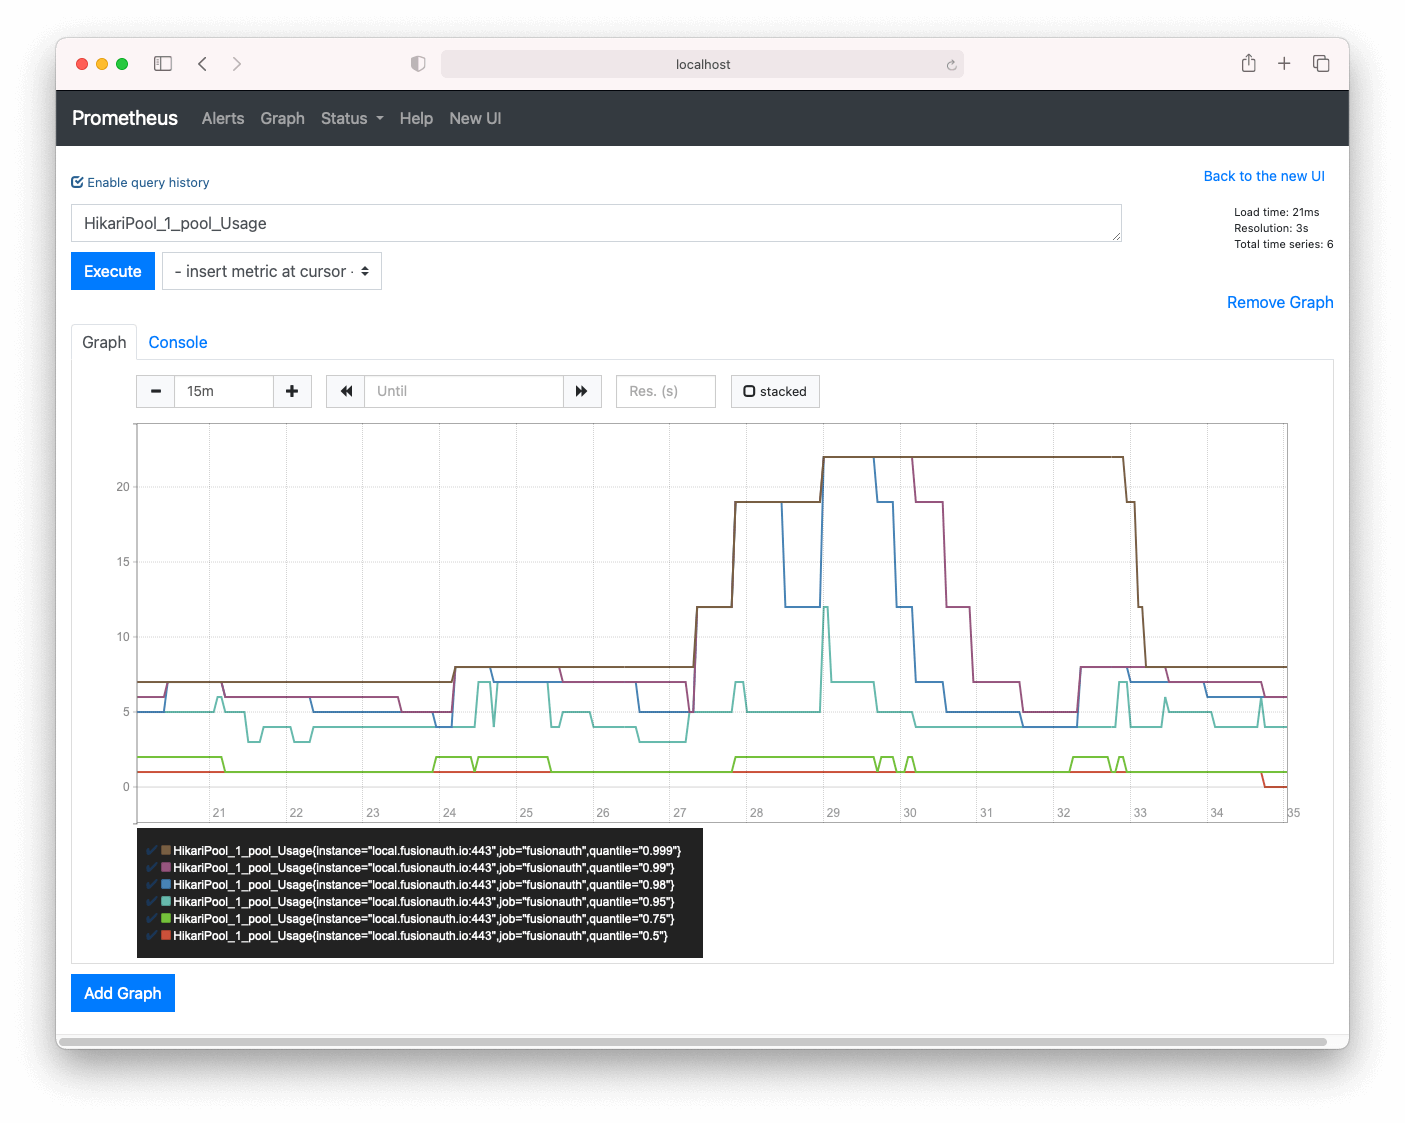 localhost
Prometheus Alerts Graph Status Help New UI
Enable query history
Back to the new UI
HikariPool_1_pool_Usage
Load time: 21ms
Resolution: 3s
Total time series: 6
Execute
- insert metric at cursor -
Remove Graph
Graph Console
15m Until Res. (s) stacked
20
15
10
5
0
21 22 23 24 25 26 27 28 29 30 31 32 33 34 35
HikariPool_1_pool_Usage{instance="local.fusionauth.io:443",job="fusionauth",quantile="0.999"}
HikariPool_1_pool_Usage{instance="local.fusionauth.io:443",job="fusionauth",quantile="0.99"}
HikariPool_1_pool_Usage{instance="local.fusionauth.io:443",job="fusionauth",quantile="0.98"}
HikariPool_1_pool_Usage{instance="local.fusionauth.io:443",job="fusionauth",quantile="0.95"}
HikariPool_1_pool_Usage{instance="local.fusionauth.io:443",job="fusionauth",quantile="0.75"}
HikariPool_1_pool_Usage{instance="local.fusionauth.io:443",job="fusionauth",quantile="0.5"}
Add Graph